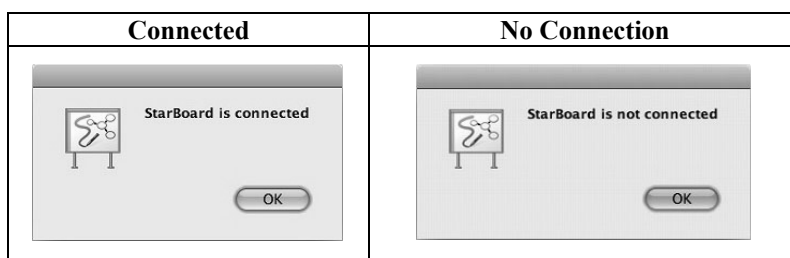 Connected
No Connection
StarBoard is connected
OK
StarBoard is not connected
OK